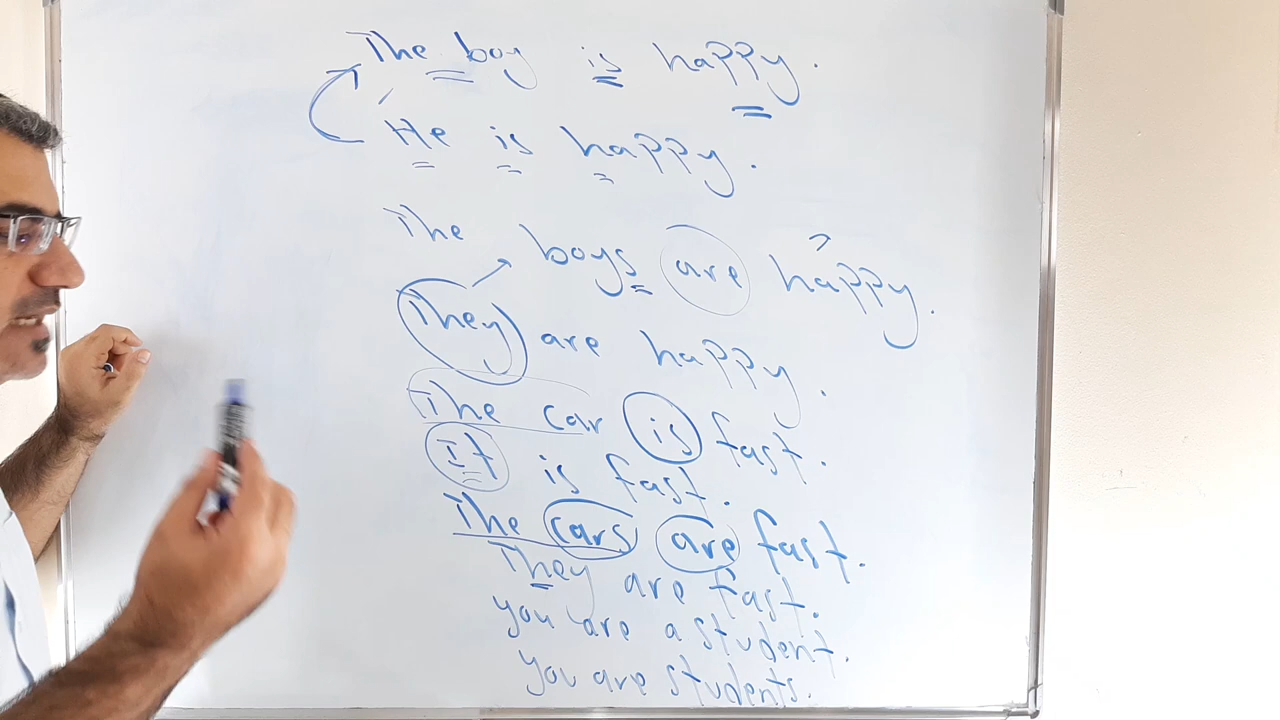 The boy is happy.
He is happy.
The boys are happy.
They are happy.
The car is fast.
It is fast.
The cars are fast.
They are fast.
you are a student.
you are students.